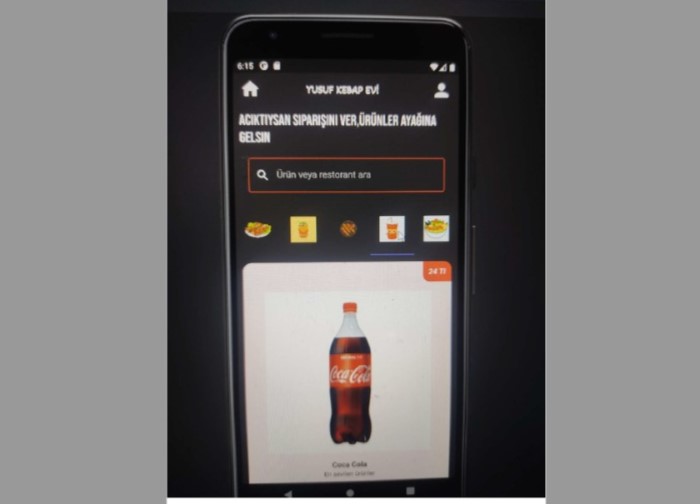 6:15
YUSUF KEBAP EVİ
ACIKTIYSAN SIPARIŞINI VER,ÜRÜNLER AYAĞINA
GELSIN
Ürün veya restorant ara
24 Tl
Coca-Cola
Coca Cola
En sevilen ürünler